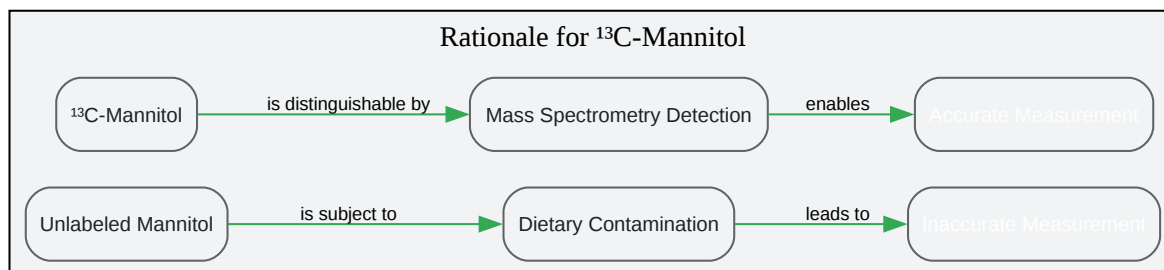 Rationale for ¹³C-Mannitol
¹³C-Mannitol
is distinguishable by
Mass Spectrometry Detection
enables
Accurate Measurement
Unlabeled Mannitol
is subject to
Dietary Contamination
leads to
Inaccurate Measurement